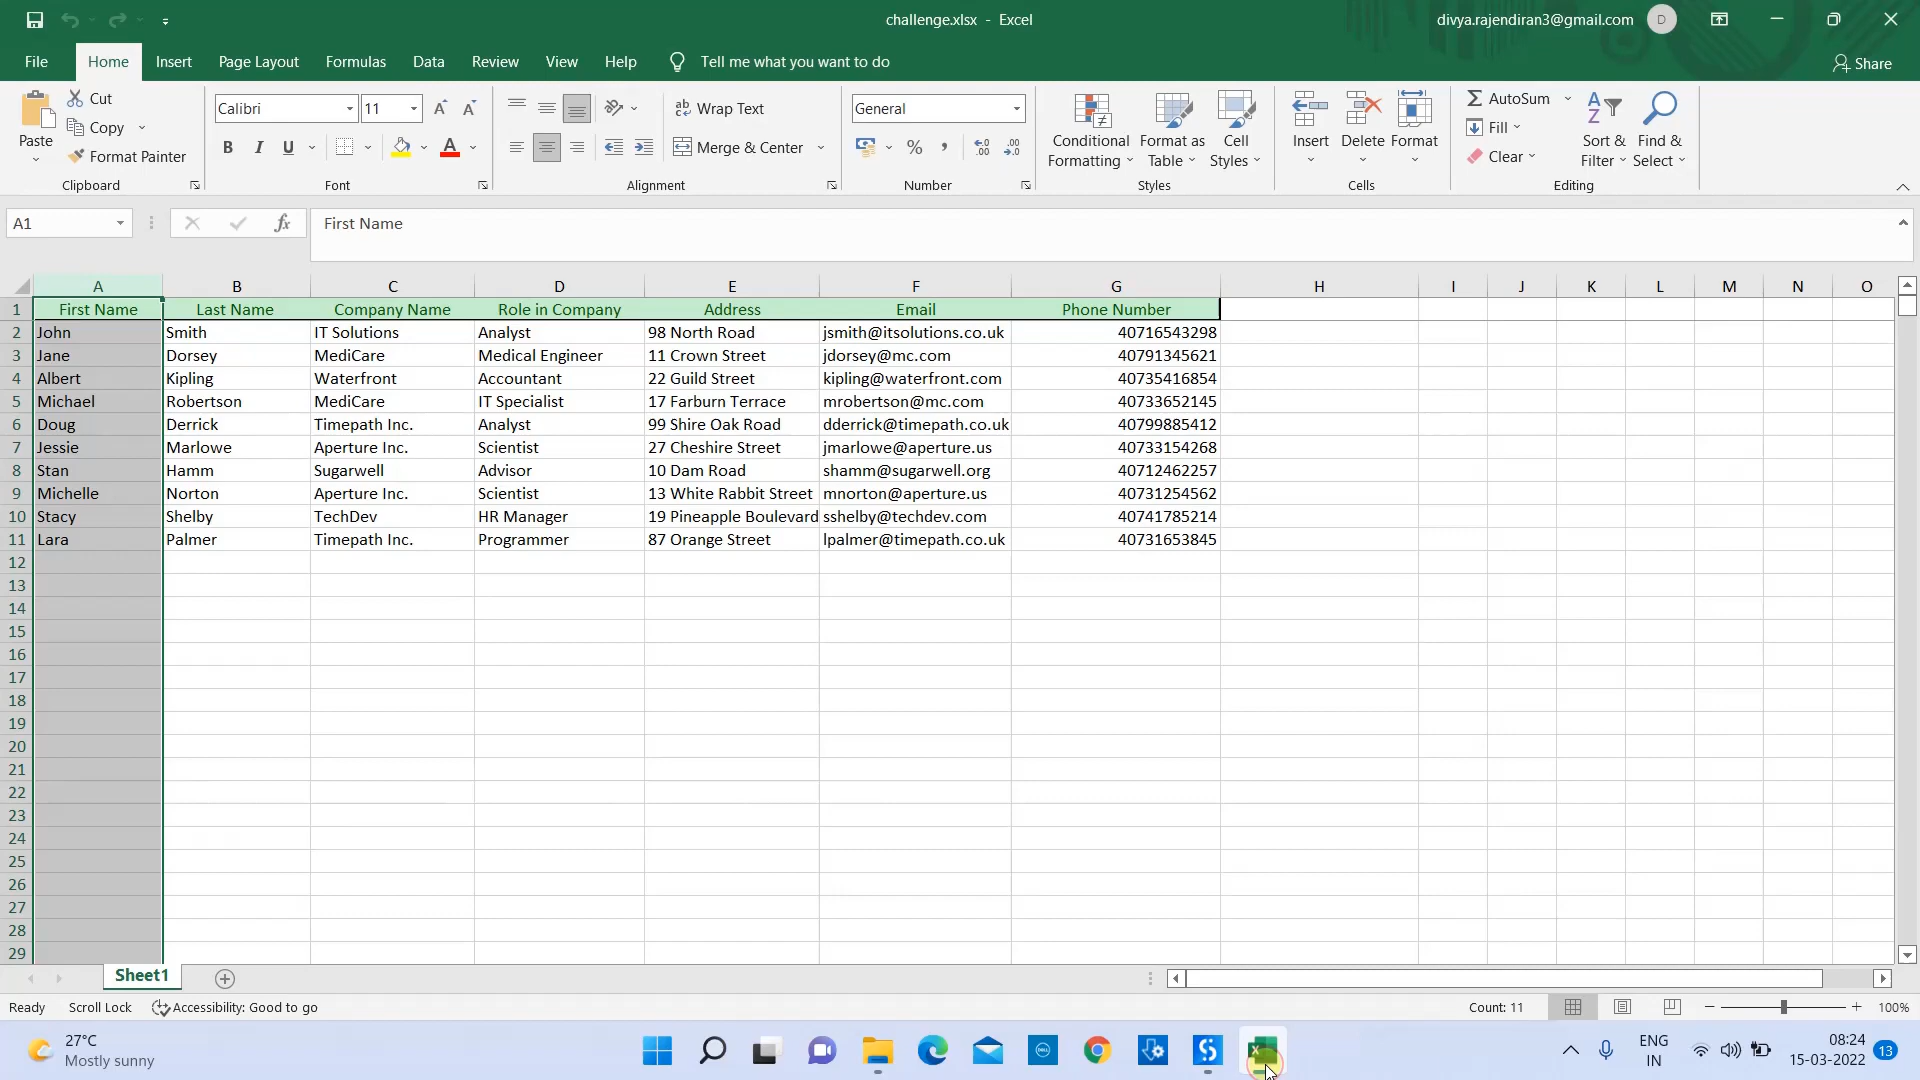 challenge.xlsx - Excel
divya.rajendiran3@gmail.com D
File Home Insert Page Layout Formulas Data Review View Help Tell me what you want to do Share
Paste Cut Copy Format Painter Clipboard
Calibri 11 B I U A Font
ab Wrap Text Merge & Center Alignment
General % , Number
Conditional Formatting Format as Table Cell Styles Styles
Insert Delete Format Cells
AutoSum Fill Clear Sort & Filter Find & Select Editing
A1 fx First Name
A B C D E F G H I J K L M N O
1 First Name Last Name Company Name Role in Company Address Email Phone Number
2 John Smith IT Solutions Analyst 98 North Road jsmith@itsolutions.co.uk 40716543298
3 Jane Dorsey MediCare Medical Engineer 11 Crown Street jdorsey@mc.com 40791345621
4 Albert Kipling Waterfront Accountant 22 Guild Street kipling@waterfront.com 40735416854
5 Michael Robertson MediCare IT Specialist 17 Farburn Terrace mrobertson@mc.com 40733652145
6 Doug Derrick Timepath Inc. Analyst 99 Shire Oak Road dderrick@timepath.co.uk 40799885412
7 Jessie Marlowe Aperture Inc. Scientist 27 Cheshire Street jmarlowe@aperture.us 40733154268
8 Stan Hamm Sugarwell Advisor 10 Dam Road shamm@sugarwell.org 40712462257
9 Michelle Norton Aperture Inc. Scientist 13 White Rabbit Street mnorton@aperture.us 40731254562
10 Stacy Shelby TechDev HR Manager 19 Pineapple Boulevard sshelby@techdev.com 40741785214
11 Lara Palmer Timepath Inc. Programmer 87 Orange Street lpalmer@timepath.co.uk 40731653845
12
13
14
15
16
17
18
19
20
21
22
23
24
25
26
27
28
29
Sheet1
Ready Scroll Lock Accessibility: Good to go Count: 11 100%
27°C
Mostly sunny
ENG
IN
08:24
15-03-2022
13